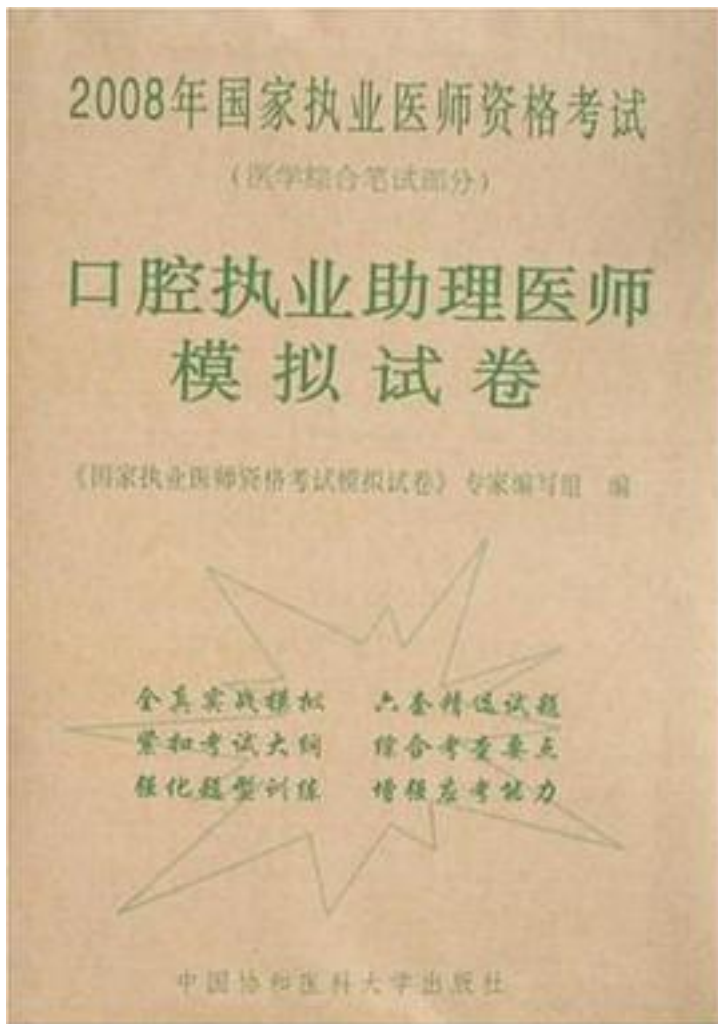 2008年国家执业医师资格考试
（医学综合笔试部分）
口腔执业助理医师
模拟试卷
《国家执业医师资格考试模拟试卷》专家编写组 编
全真实战模拟 六套精选试题
紧扣考试大纲 综合考查要点
强化题型训练 增强应考能力
中国协和医科大学出版社